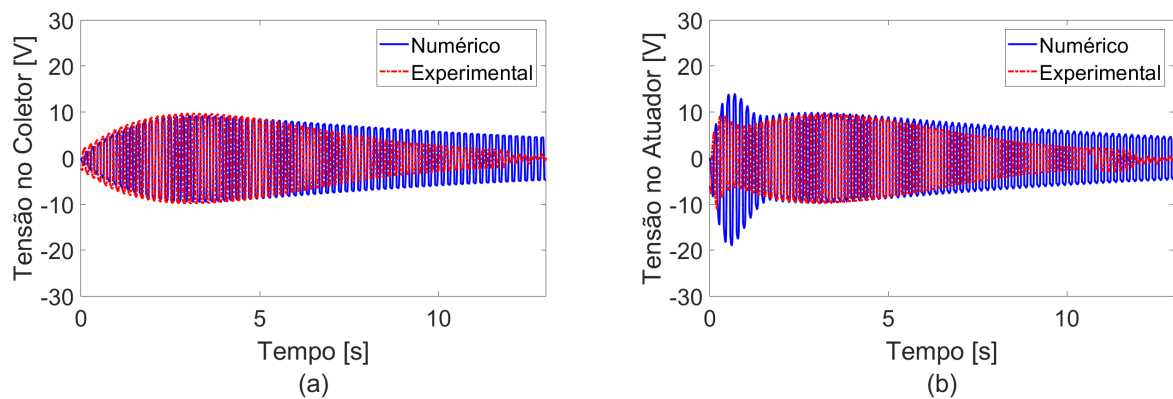 30
20
10
0
-10
-20
-30
Tensão no Coletor [V]
Numérico
Experimental
0
5
10
Tempo [s]
(a)
30
20
10
0
-10
-20
-30
Tensão no Atuador [V]
Numérico
Experimental
0
5
10
Tempo [s]
(b)